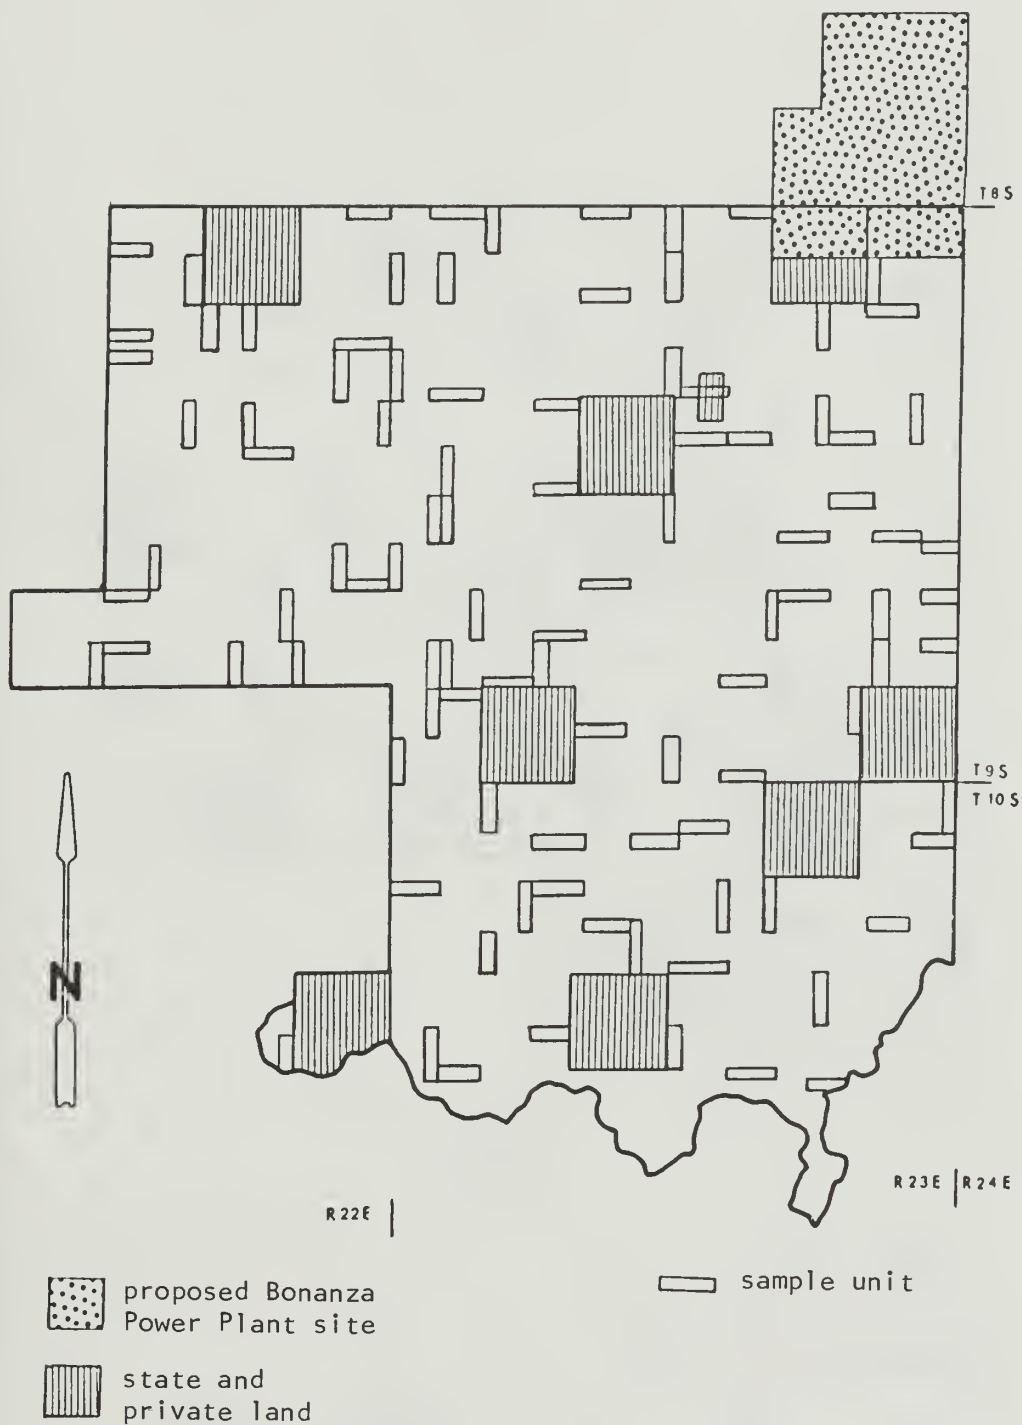 T8S
T9S
T10S
N
R23E R24E
R22E
proposed Bonanza
Power Plant site
sample unit
state and
private land